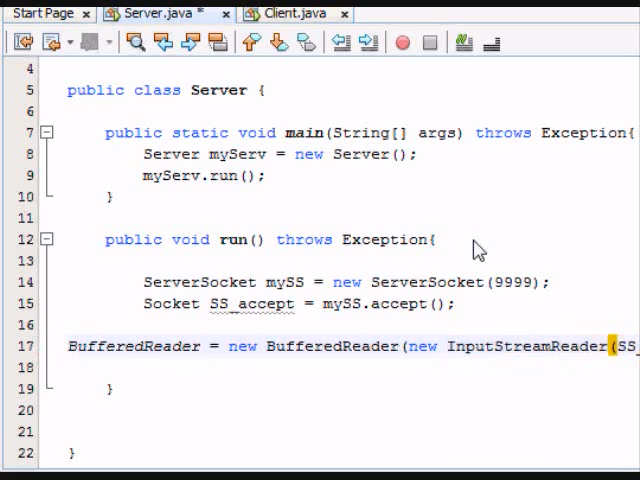 Start Page Server.java * Client.java
4
5 public class Server {
6
7 public static void main(String[] args) throws Exception{
8 Server myServ = new Server();
9 myServ.run();
10 }
11
12 public void run() throws Exception{
13
14 ServerSocket mySS = new ServerSocket(9999);
15 Socket SS_accept = mySS.accept();
16
17 BufferedReader = new BufferedReader(new InputStreamReader(SS_
18
19 }
20
21
22 }